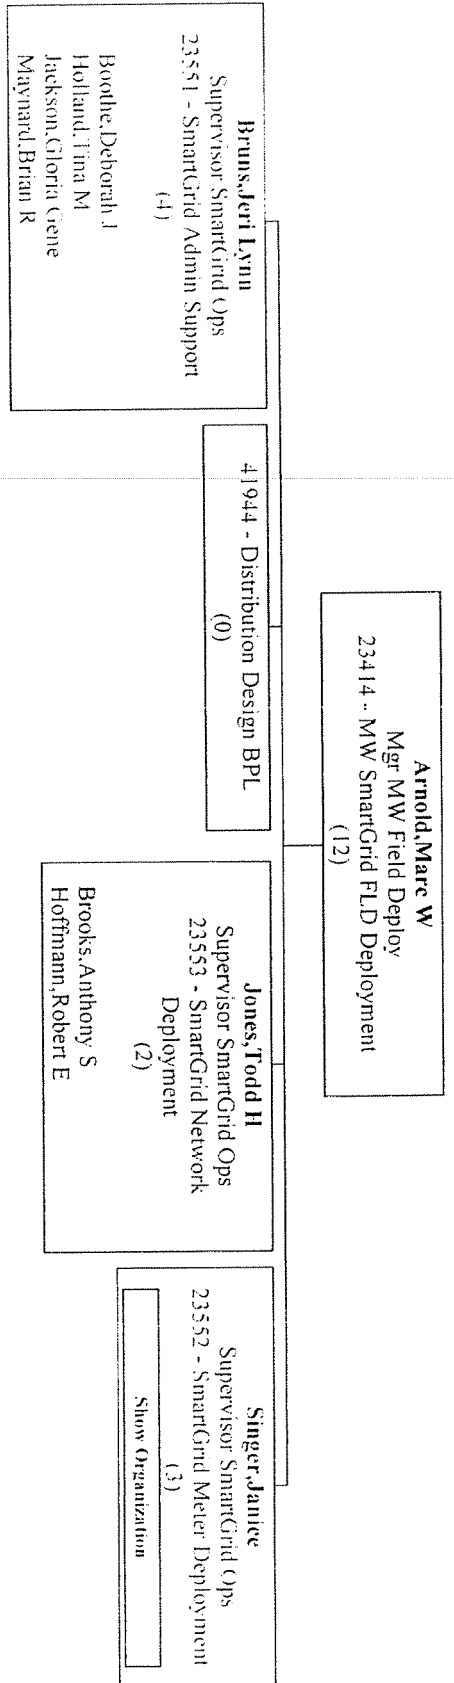 Arnold,Marc W
Mgr MW Field Deploy
23414 - MW SmartGrid FLD Deployment
(12)
Bruns,Jeri Lynn
Supervisor SmartGrid Ops
23551 - SmartGrid Admin Support
(4)
Boothe,Deborah J
Holland,Tina M
Jackson,Gloria Gene
Maynard,Brian R
41944 - Distribution Design BPL
(0)
Jones,Todd H
Supervisor SmartGrid Ops
23553 - SmartGrid Network
Deployment
(2)
Brooks,Anthony S
Hoffmann,Robert E
Singer,Janice
Supervisor SmartGrid Ops
23552 - SmartGrid Meter Deployment
(3)
Show Organization